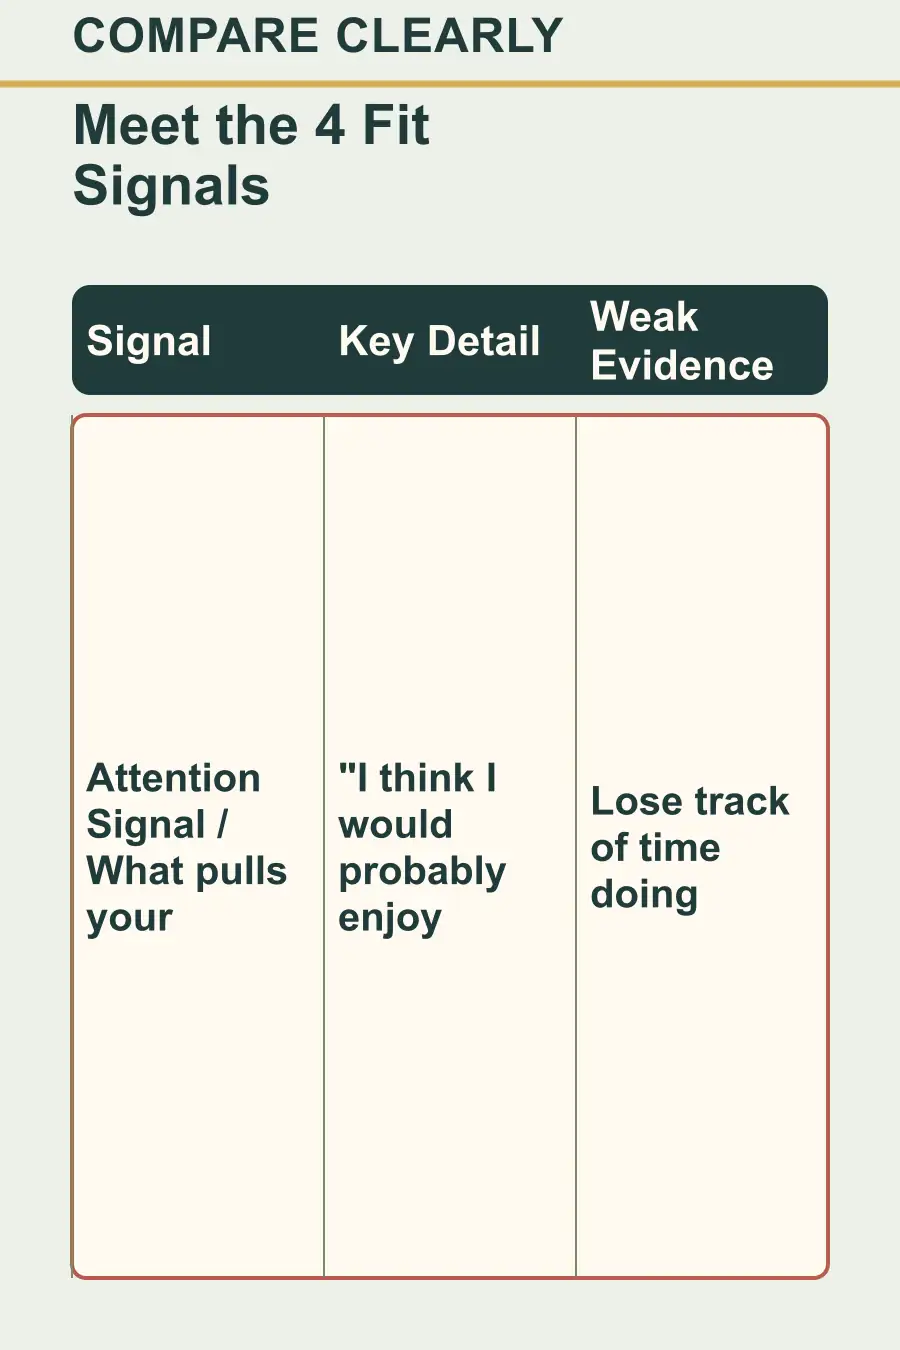 COMPARE CLEARLY
Meet the 4 Fit
Signals
Signal
Key Detail
Weak
Evidence
Attention
Signal /
What pulls
your
"I think I
would
probably
enjoy
Lose track
of time
doing